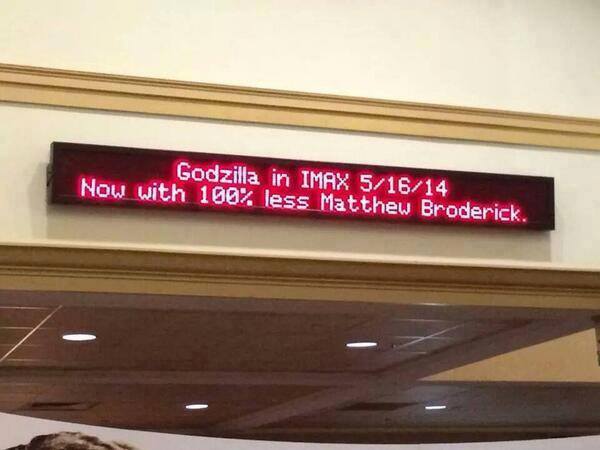 Godzilla in IMAX 5/16/14
Now with 100% less Matthew Broderick.